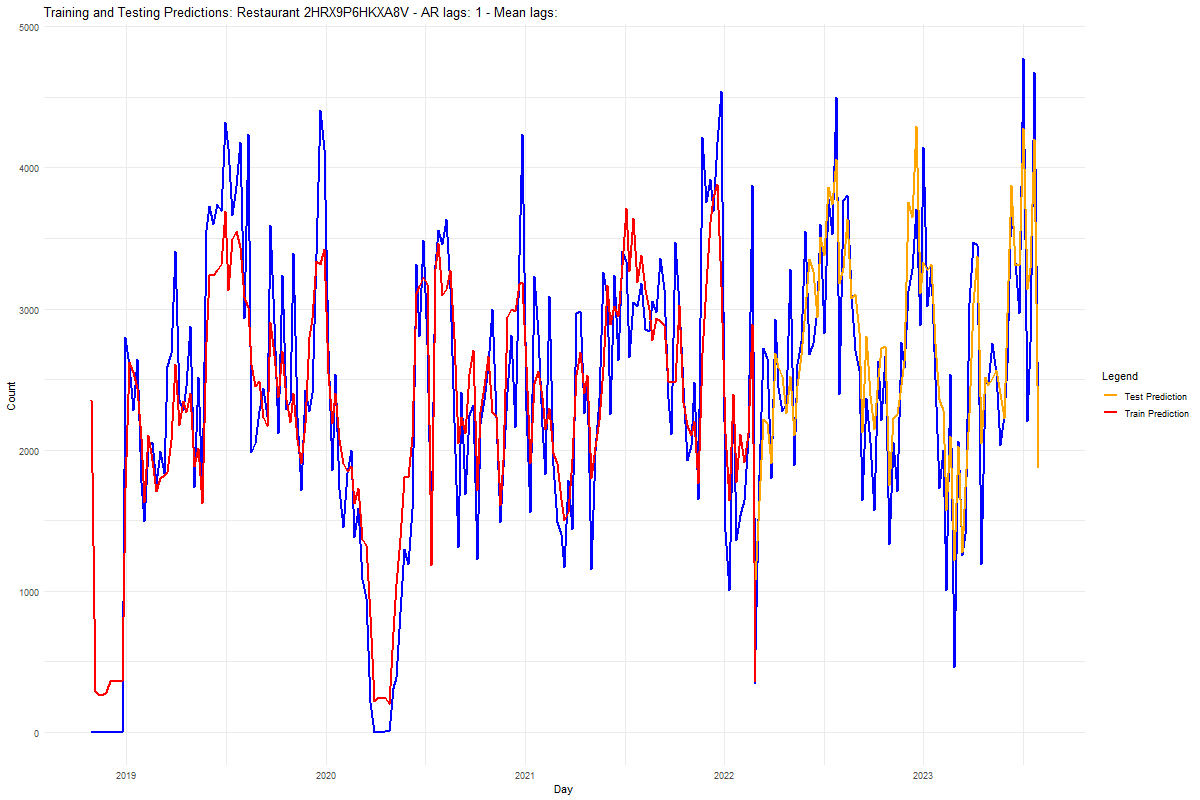 Training and Testing Predictions: Restaurant 2HRX9P6HKXA8V - AR lags: 1 - Mean lags:
5000
4000
3000
2000
1000
0
Count
2019
2020
2021
2022
2023
Day
Legend
Test Prediction
Train Prediction